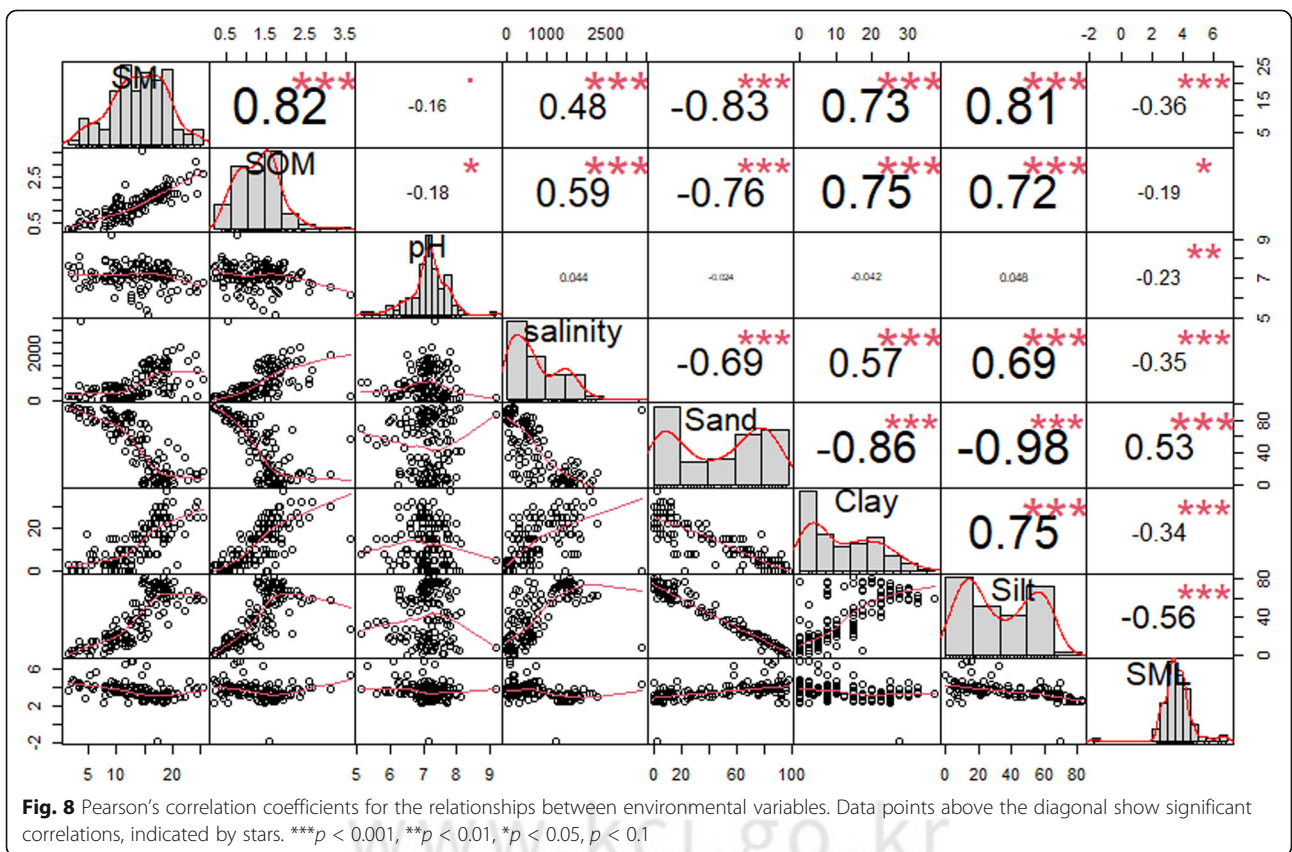 0.5 1.5 2.5 3.5 0 1000 2500 0 10 20 30 -2 0 2 4 6
SM 0.82 *** -0.16 . 0.48 *** -0.83 *** 0.73 *** 0.81 *** -0.36 *** 5 15 25
0.5 2.5 SOM -0.18 * 0.59 *** -0.76 *** 0.75 *** 0.72 *** -0.19 *
pH 0.044 -0.024 -0.042 0.048 -0.23 ** 5 7 9
0 2000 salinity -0.69 *** 0.57 *** 0.69 *** -0.35 ***
Sand -0.86 *** -0.98 *** 0.53 *** 0 40 80
0 20 Clay 0.75 *** -0.34 ***
Silt -0.56 *** 0 40 80
-2 2 6 SML
5 10 20 5 6 7 8 9 0 20 60 100 0 20 40 60 80
Fig. 8 Pearson's correlation coefficients for the relationships between environmental variables. Data points above the diagonal show significant
correlations, indicated by stars. ***p < 0.001, **p < 0.01, *p < 0.05, p < 0.1
www.kci.go.kr